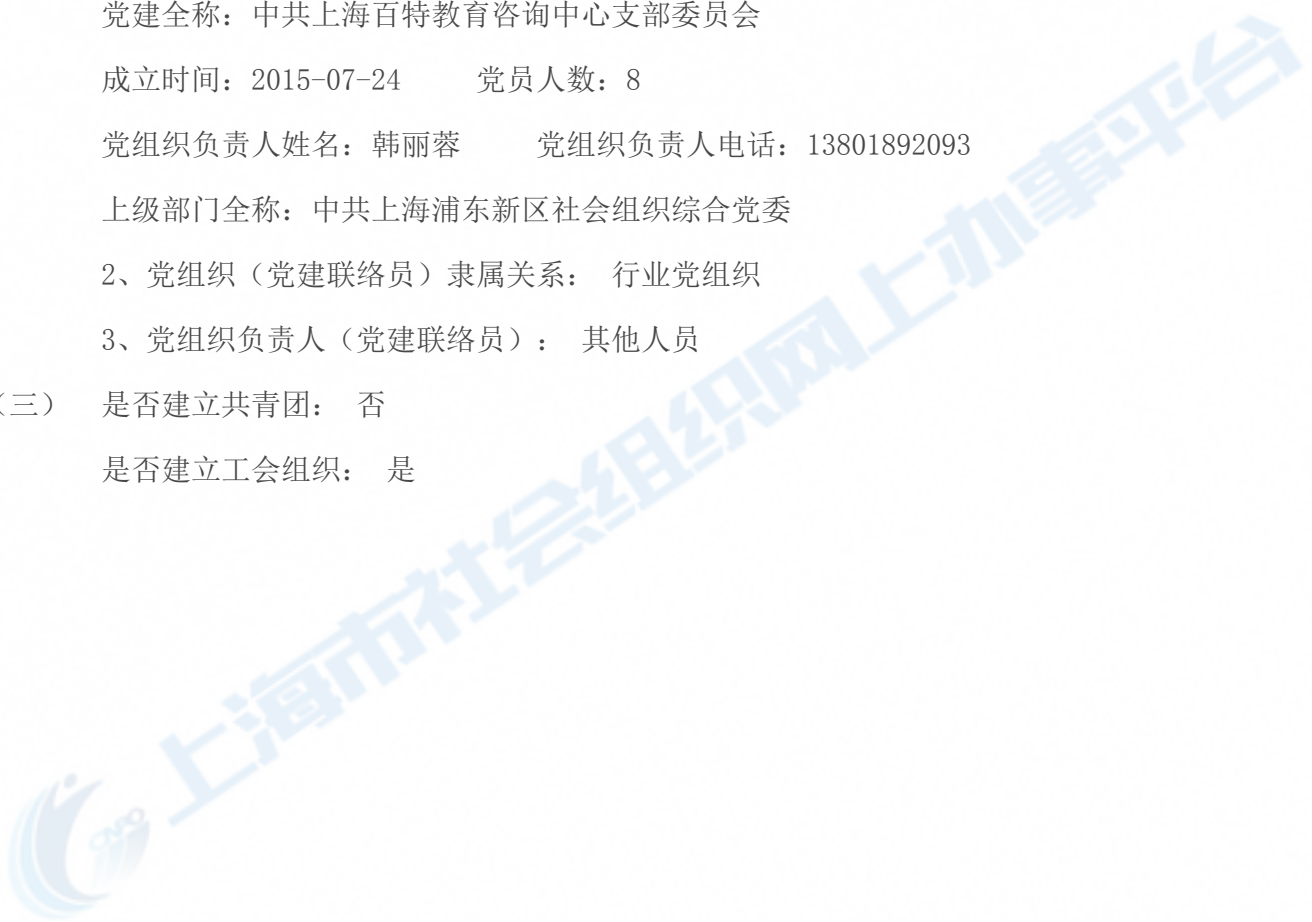 党建全称：中共上海百特教育咨询中心支部委员会
成立时间：2015-07-24 党员人数：8
党组织负责人姓名：韩丽蓉 党组织负责人电话：13801892093
上级部门全称：中共上海浦东新区社会组织综合党委
2、党组织（党建联络员）隶属关系： 行业党组织
3、党组织负责人（党建联络员）： 其他人员
（三） 是否建立共青团： 否
是否建立工会组织： 是
上海市社会组织网上办事平台
CNPO